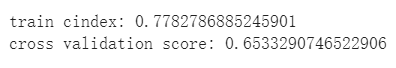 train cindex: 0.7782786885245901
cross validation score: 0.6533290746522906